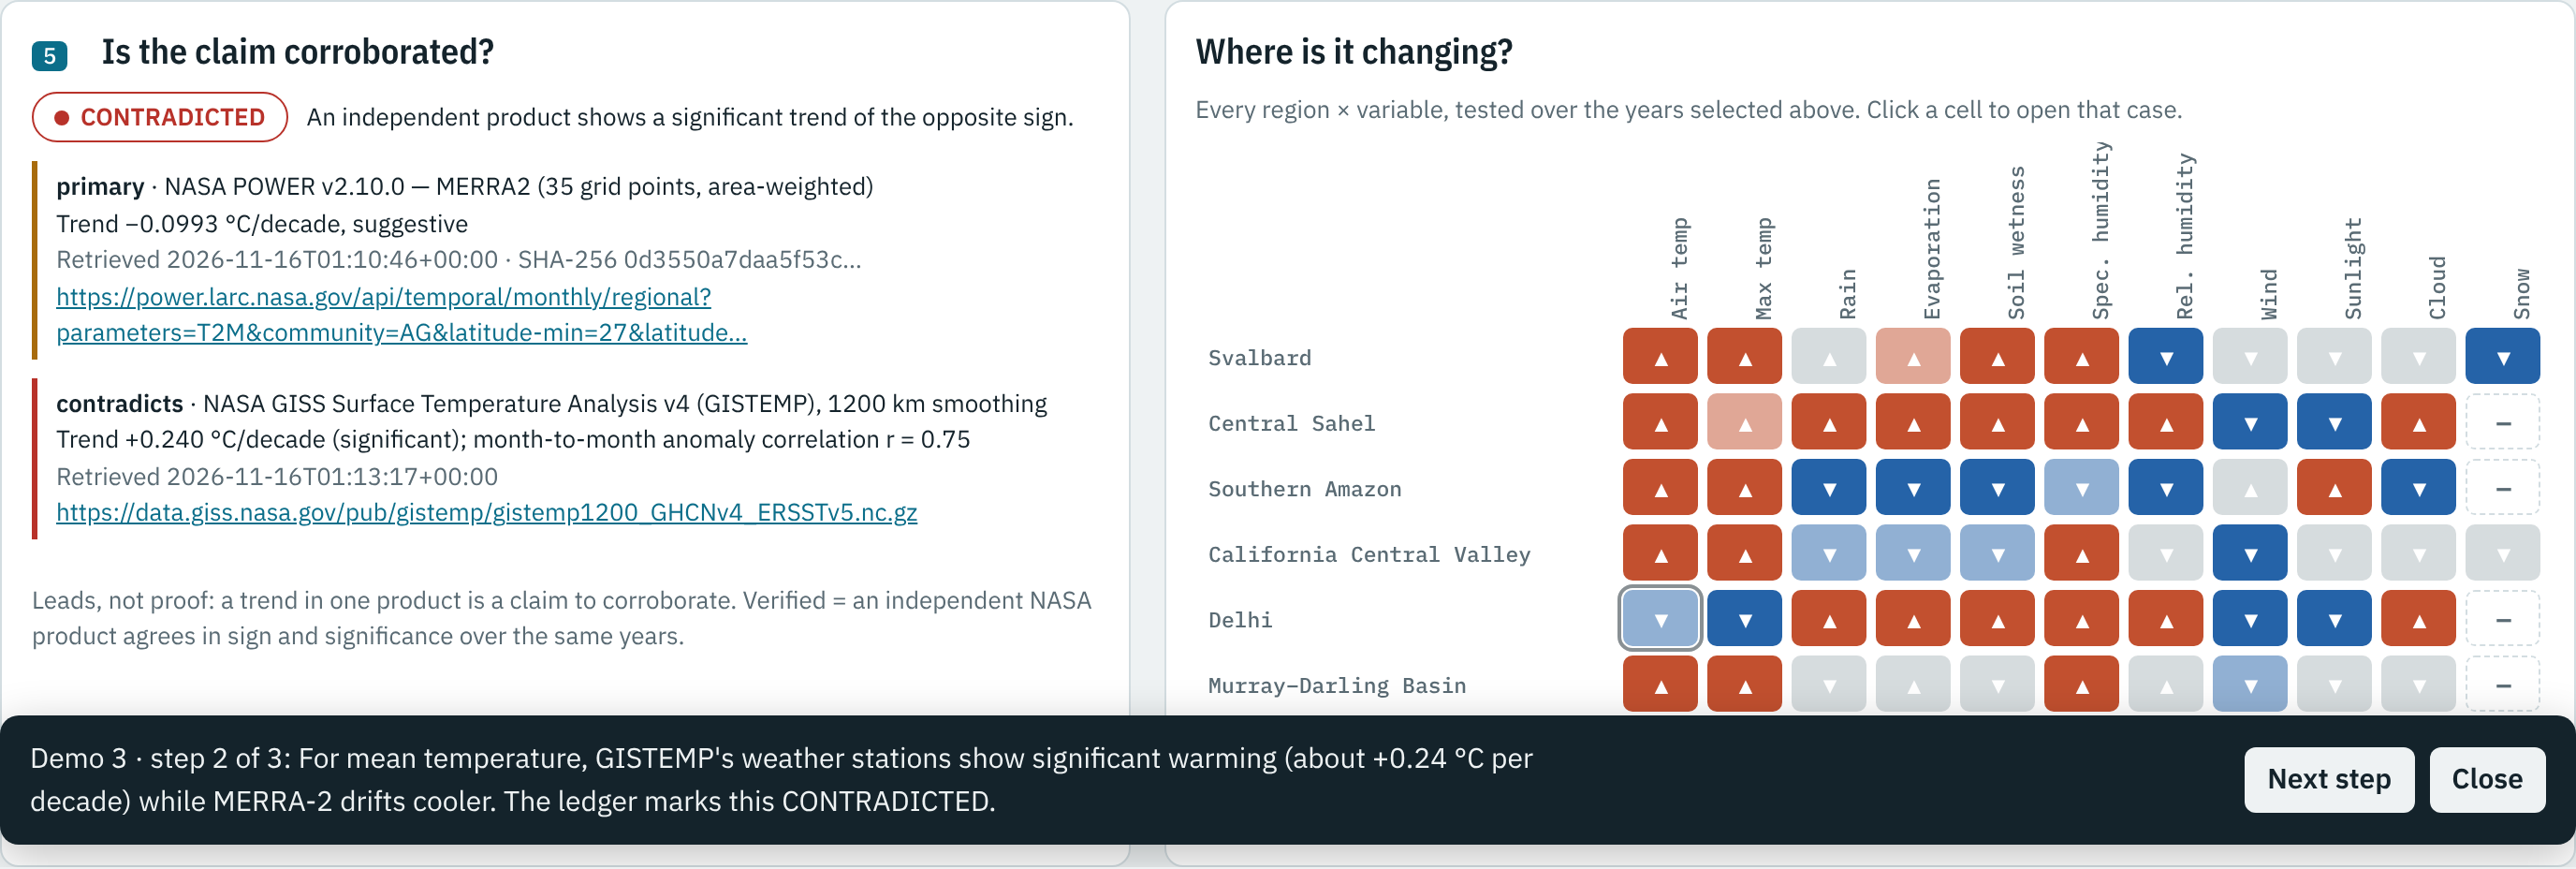 5 Is the claim corroborated?
● CONTRADICTED An independent product shows a significant trend of the opposite sign.
primary · NASA POWER v2.10.0 — MERRA2 (35 grid points, area-weighted)
Trend −0.0993 °C/decade, suggestive
Retrieved 2026-11-16T01:10:46+00:00 · SHA-256 0d3550a7daa5f53c…
https://power.larc.nasa.gov/api/temporal/monthly/regional?
parameters=T2M&community=AG&latitude-min=27&latitude…
contradicts · NASA GISS Surface Temperature Analysis v4 (GISTEMP), 1200 km smoothing
Trend +0.240 °C/decade (significant); month-to-month anomaly correlation r = 0.75
Retrieved 2026-11-16T01:13:17+00:00
https://data.giss.nasa.gov/pub/gistemp/gistemp1200_GHCNv4_ERSSTv5.nc.gz
Leads, not proof: a trend in one product is a claim to corroborate. Verified = an independent NASA
product agrees in sign and significance over the same years.
Where is it changing?
Every region × variable, tested over the years selected above. Click a cell to open that case.
Air temp
Max temp
Rain
Evaporation
Soil wetness
Spec. humidity
Rel. humidity
Wind
Sunlight
Cloud
Snow
Svalbard ▲ ▲ ▲ ▲ ▲ ▲ ▼ ▼ ▼ ▼ ▼
Central Sahel ▲ ▲ ▲ ▲ ▲ ▲ ▲ ▼ ▼ ▲ –
Southern Amazon ▲ ▲ ▼ ▼ ▼ ▼ ▼ ▲ ▲ ▼ –
California Central Valley ▲ ▲ ▼ ▼ ▼ ▲ ▼ ▼ ▼ ▼ ▼
Delhi ▼ ▼ ▲ ▲ ▲ ▲ ▲ ▼ ▼ ▲ –
Murray–Darling Basin ▲ ▲ ▼ ▲ ▼ ▲ ▲ ▼ ▼ ▼ –
Demo 3 · step 2 of 3: For mean temperature, GISTEMP's weather stations show significant warming (about +0.24 °C per
decade) while MERRA-2 drifts cooler. The ledger marks this CONTRADICTED.
Next step
Close